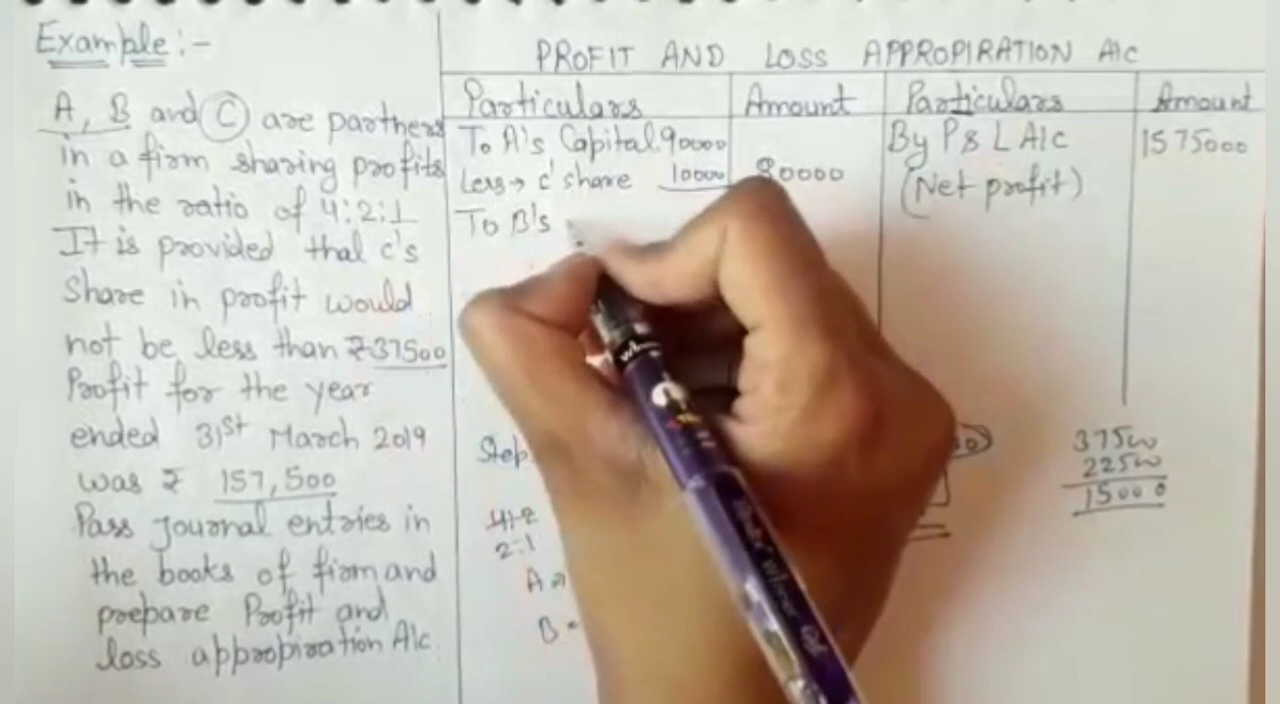 Example :-
A, B and C are partners
in a firm sharing profits
in the ratio of 4:2:1
It is provided that c's
Share in profit would
not be less than ₹37500
Profit for the year
ended 31st March 2019
was ₹ 157,500
Pass Journal entries in
the books of firm and
prepare Profit and
loss appropiration A/c.
PROFIT AND LOSS APPROPIRATION A/c
Particulars Amount Particulars Amount
To A's Capital 90000 By P & L A/c 1575000
Less → c' share 10000 80000 (Net profit)
To B's
Step
4:2
2:1
A =
B =
37500
22500
15000